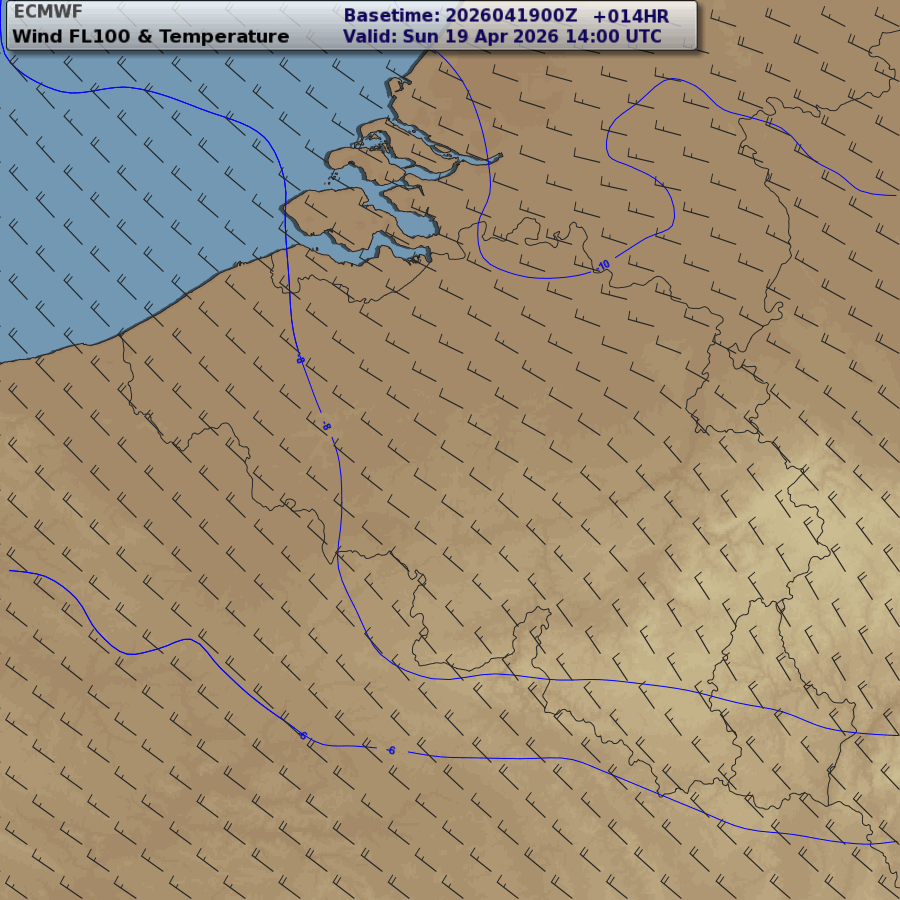 ECMWF
Basetime: 2026041900Z +014HR
Wind FL100 & Temperature
Valid: Sun 19 Apr 2026 14:00 UTC
-10
-8
-8
-6
-6